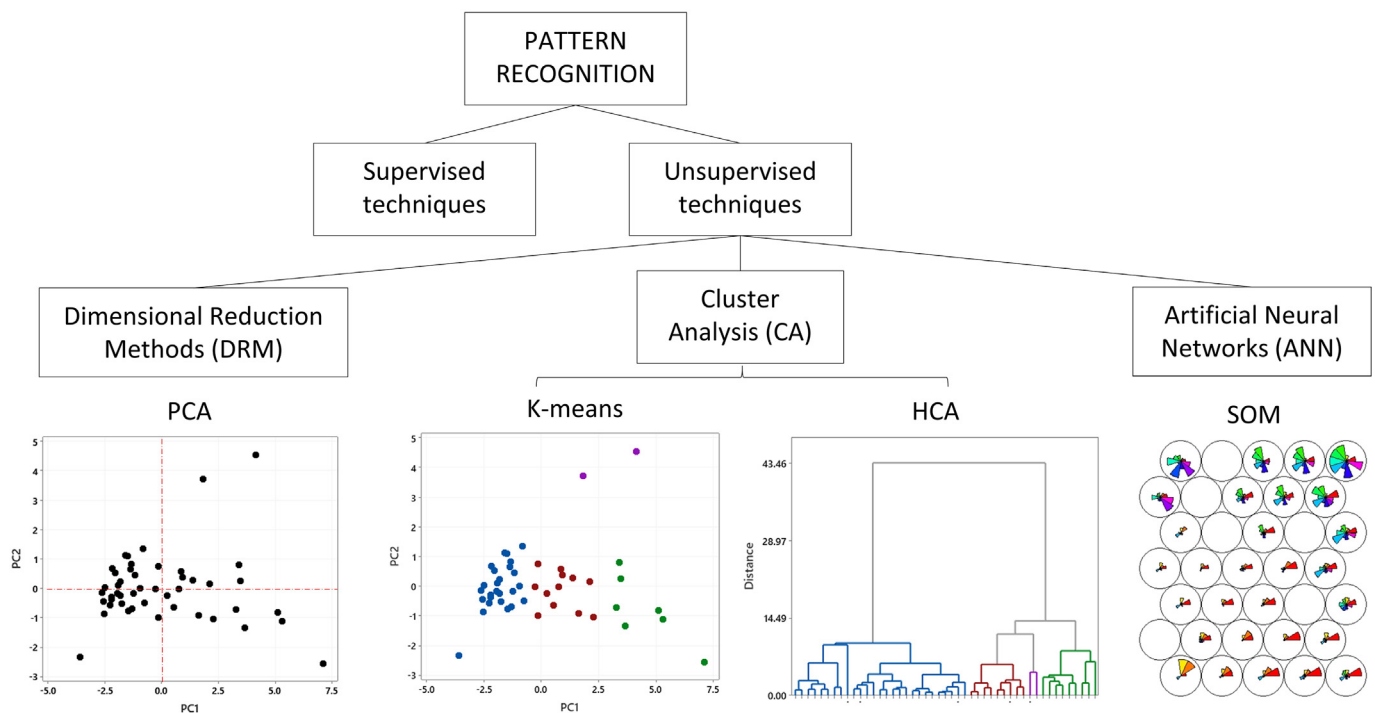 PATTERN
RECOGNITION
Supervised
techniques
Unsupervised
techniques
Dimensional Reduction
Methods (DRM)
Cluster
Analysis (CA)
Artificial Neural
Networks (ANN)
PCA
K-means
HCA
SOM
5
4
3
2
1
0
-1
-2
-3
PC2
-5.0
-2.5
0.0
2.5
5.0
7.5
PC1
5
4
3
2
1
0
-1
-2
-3
PC2
-5.0
-2.5
0.0
2.5
5.0
7.5
PC1
43.46
28.97
14.49
0.00
Distance